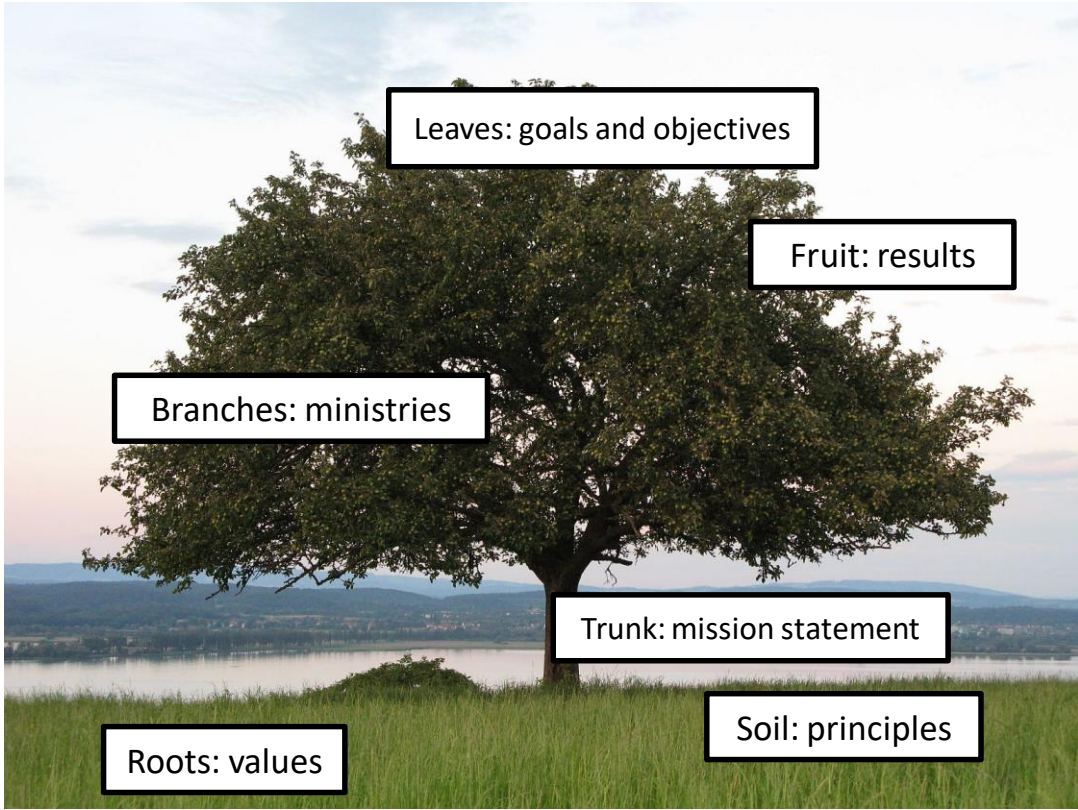 Leaves: goals and objectives
Fruit: results
Branches: ministries
Trunk: mission statement
Soil: principles
Roots: values